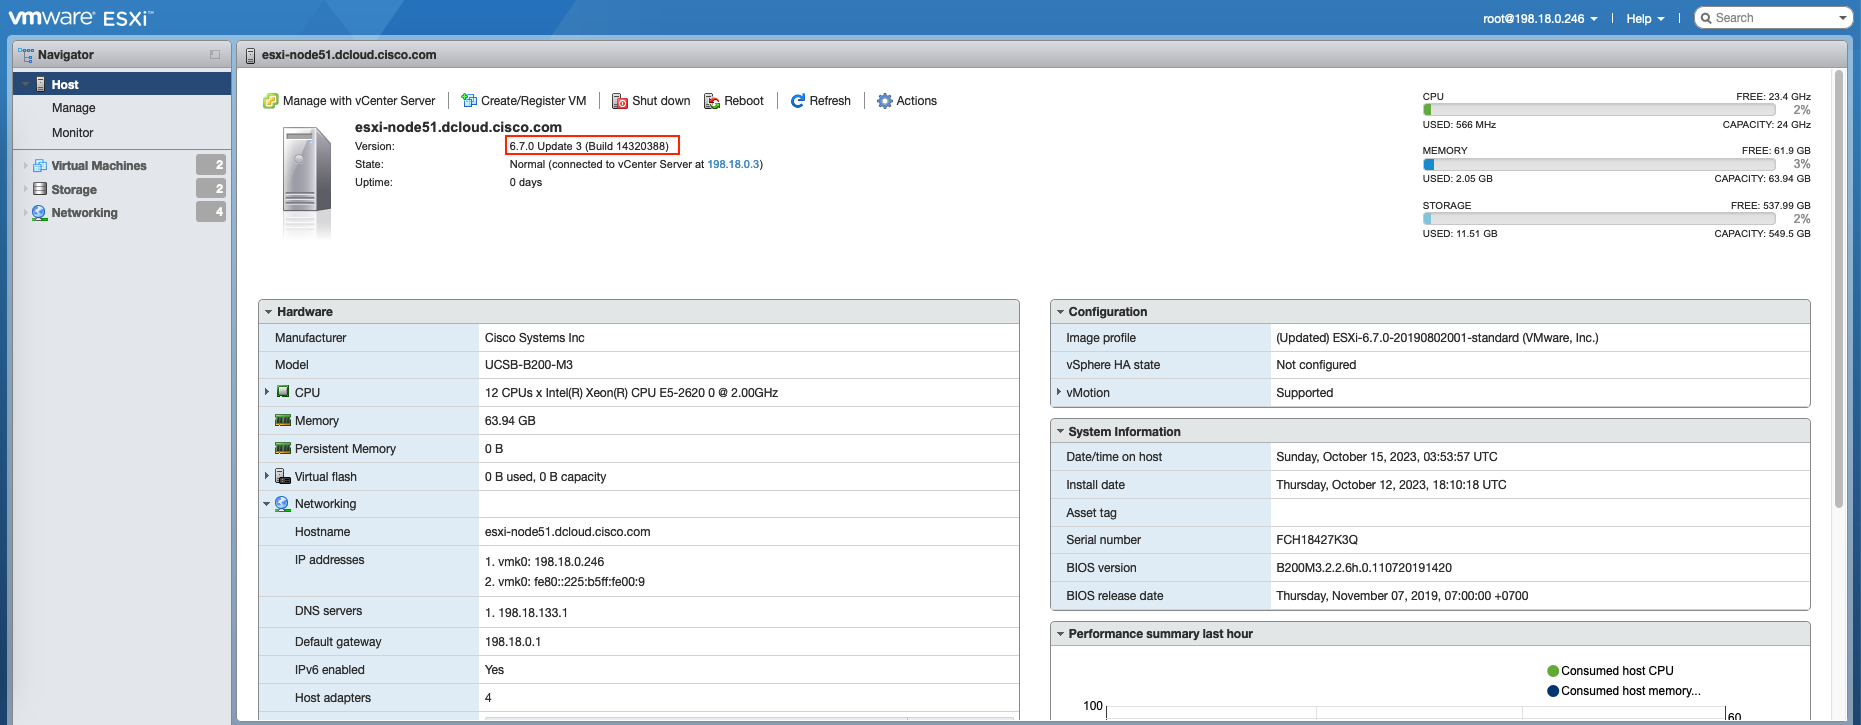 vmware ESXi™
root@198.18.0.246
Help
Search
Navigator
Host
Manage
Monitor
Virtual Machines 2
Storage 2
Networking 4
esxi-node51.dcloud.cisco.com
Manage with vCenter Server
Create/Register VM
Shut down
Reboot
Refresh
Actions
esxi-node51.dcloud.cisco.com
Version: 6.7.0 Update 3 (Build 14320388)
State: Normal (connected to vCenter Server at 198.18.0.3)
Uptime: 0 days
CPU FREE: 23.4 GHz
2%
USED: 566 MHz CAPACITY: 24 GHz
MEMORY FREE: 61.9 GB
3%
USED: 2.05 GB CAPACITY: 63.94 GB
STORAGE FREE: 537.99 GB
2%
USED: 11.51 GB CAPACITY: 549.5 GB
Hardware
Manufacturer Cisco Systems Inc
Model UCSB-B200-M3
CPU 12 CPUs x Intel(R) Xeon(R) CPU E5-2620 0 @ 2.00GHz
Memory 63.94 GB
Persistent Memory 0 B
Virtual flash 0 B used, 0 B capacity
Networking
Hostname esxi-node51.dcloud.cisco.com
IP addresses 1. vmk0: 198.18.0.246
2. vmk0: fe80::225:b5ff:fe00:9
DNS servers 1. 198.18.133.1
Default gateway 198.18.0.1
IPv6 enabled Yes
Host adapters 4
Configuration
Image profile (Updated) ESXi-6.7.0-20190802001-standard (VMware, Inc.)
vSphere HA state Not configured
vMotion Supported
System Information
Date/time on host Sunday, October 15, 2023, 03:53:57 UTC
Install date Thursday, October 12, 2023, 18:10:18 UTC
Asset tag
Serial number FCH18427K3Q
BIOS version B200M3.2.2.6h.0.110720191420
BIOS release date Thursday, November 07, 2019, 07:00:00 +0700
Performance summary last hour
Consumed host CPU
Consumed host memory...
100
60